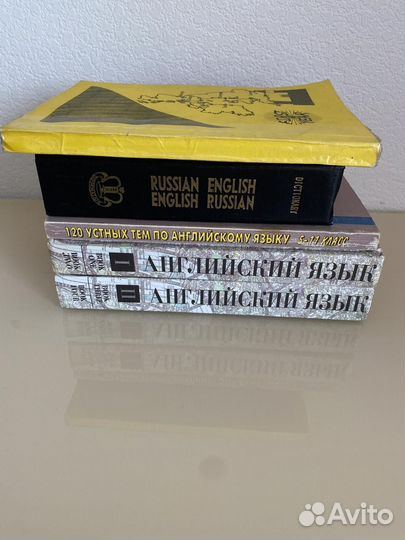 RUSSIAN ENGLISH
ENGLISH RUSSIAN
DICTIONARY
120 УСТНЫХ ТЕМ ПО АНГЛИЙСКОМУ ЯЗЫКУ 5-11 КЛАСС
I АНГЛИЙСКИЙ ЯЗЫК
II АНГЛИЙСКИЙ ЯЗЫК
Avito